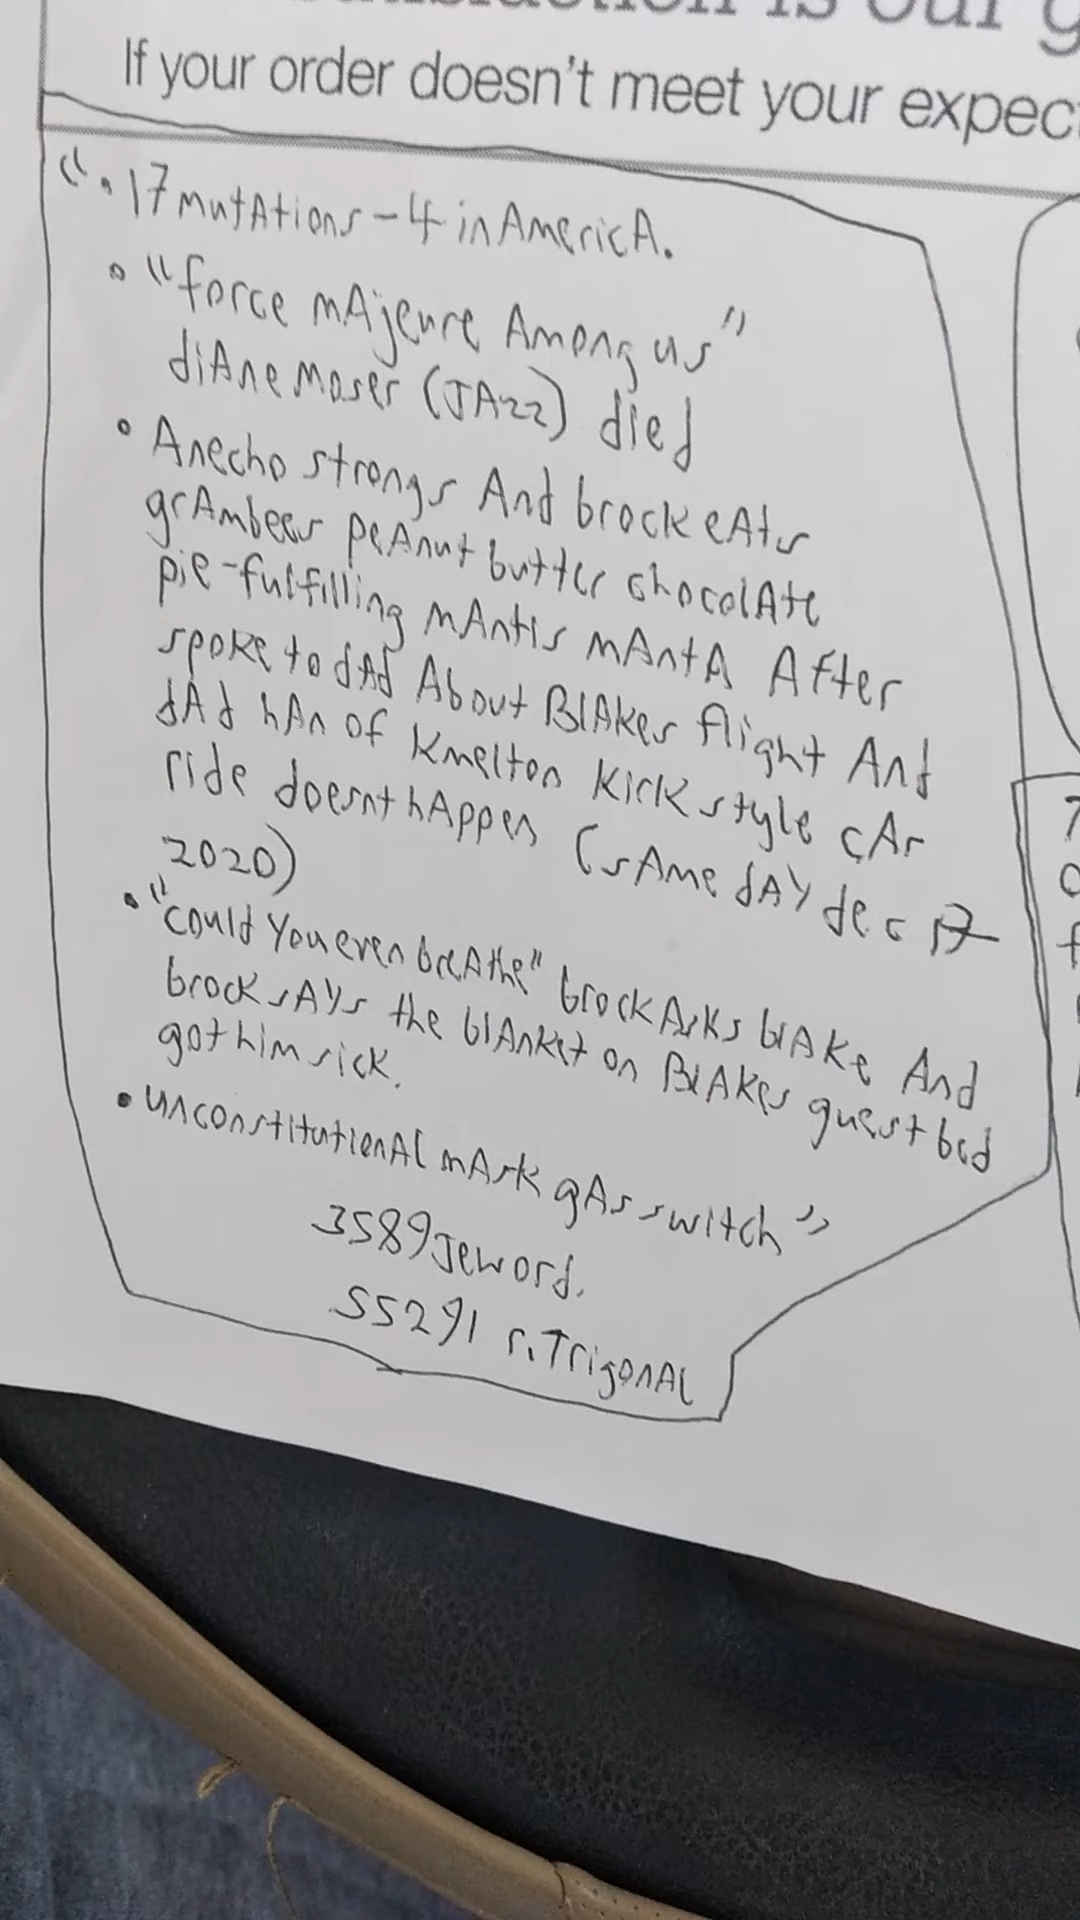 is our g
If your order doesn't meet your expec
“• 17 mutAtions - 4 in AmericA.
• "force mAjeure Among us"
diAne moser (JAzz) died
• Anecho strongs And brock eAts
grAmbees peAnut butter chocolAte
pie-fulfilling mAntis mAntA After
spoke to dAd About BlAkes flight And
dAd hAn of Kmelton Kick style cAr
ride doesnt hAppen (sAme dAy dec 17
2020)
• "could you even breAthe" brock Asks blAke And
brock sAys the blAnket on BlAkes guest bed
got him sick.
• unconstitutionAl mAsk gAs switch”
3589 Jeword.
55291 r.TrigonAl